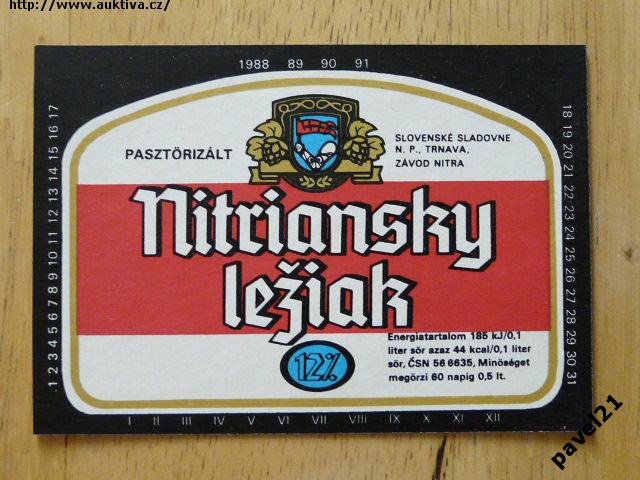 http://www.auktiva.cz/
1988 89 90 91
PASZTÖRIZÁLT
SLOVENSKÉ SLADOVNE
N. P., TRNAVA,
ZÁVOD NITRA
Nitriansky
ležiak
12%
Energiatartalom 185 kJ/0,1
liter sör azaz 44 kcal/0,1 liter
sör, ČSN 56 6635, Minöséget
megörzi 60 napig 0,5 lt.
1 2 3 4 5 6 7 8 9 10 11 12 13 14 15 16 17
18 19 20 21 22 23 24 25 26 27 28 29 30 31
I II III IV V VI VII VIII IX X XI XII
pavel21